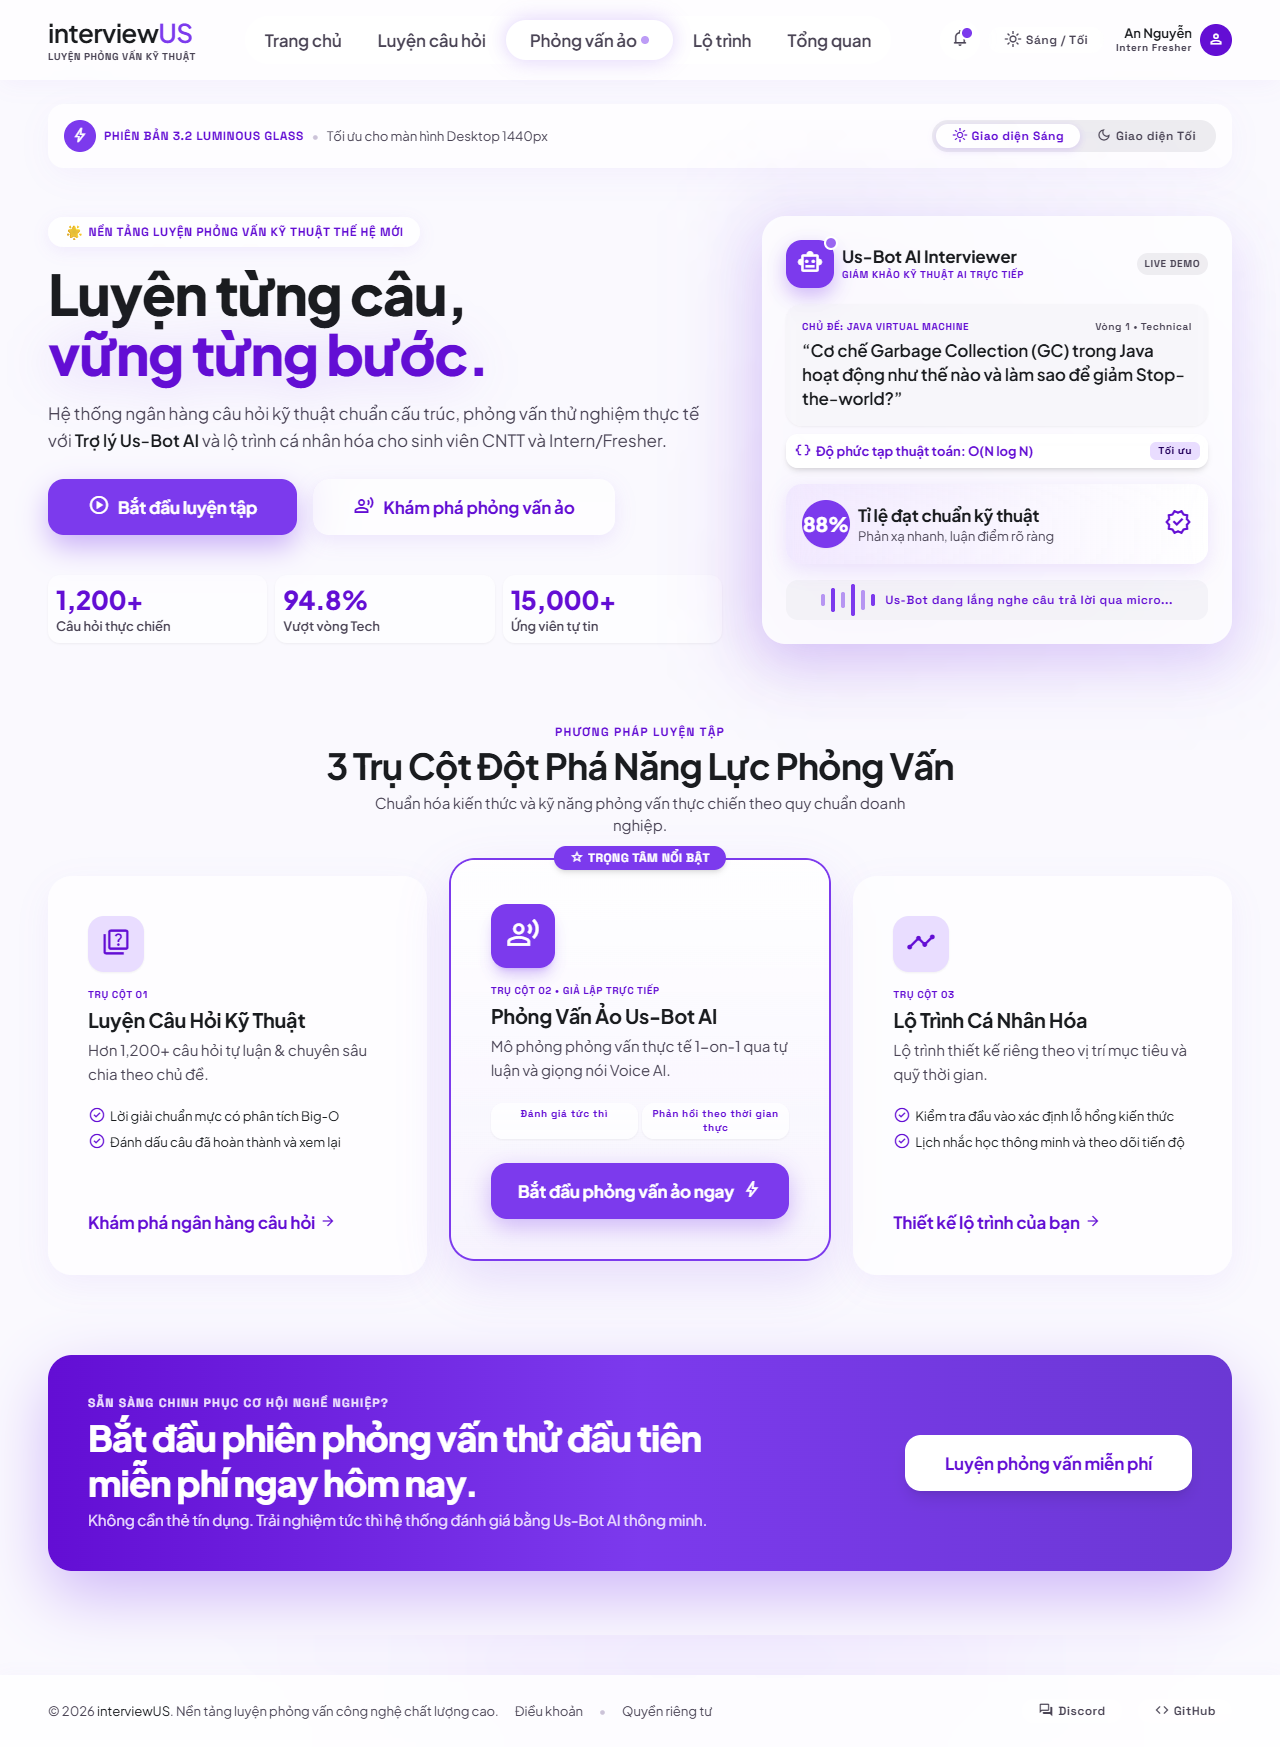 interviewUS
LUYỆN PHỎNG VẤN KỸ THUẬT
Trang chủ
Luyện câu hỏi
Phỏng vấn ảo
Lộ trình
Tổng quan
Sáng / Tối
An Nguyễn
Intern Fresher
PHIÊN BẢN 3.2 LUMINOUS GLASS
Tối ưu cho màn hình Desktop 1440px
Giao diện Sáng
Giao diện Tối
NỀN TẢNG LUYỆN PHỎNG VẤN KỸ THUẬT THẾ HỆ MỚI
Luyện từng câu,
vững từng bước.
Hệ thống ngân hàng câu hỏi kỹ thuật chuẩn cấu trúc, phỏng vấn thử nghiệm thực tế
với Trợ lý Us-Bot AI và lộ trình cá nhân hóa cho sinh viên CNTT và Intern/Fresher.
Bắt đầu luyện tập
Khám phá phỏng vấn ảo
1,200+
Câu hỏi thực chiến
94.8%
Vượt vòng Tech
15,000+
Ứng viên tự tin
Us-Bot AI Interviewer
GIÁM KHẢO KỸ THUẬT AI TRỰC TIẾP
LIVE DEMO
CHỦ ĐỀ: JAVA VIRTUAL MACHINE
Vòng 1 • Technical
“Cơ chế Garbage Collection (GC) trong Java
hoạt động như thế nào và làm sao để giảm Stop-
the-world?”
Độ phức tạp thuật toán: O(N log N)
Tối ưu
88%
Tỉ lệ đạt chuẩn kỹ thuật
Phản xạ nhanh, luận điểm rõ ràng
Us-Bot đang lắng nghe câu trả lời qua micro...
PHƯƠNG PHÁP LUYỆN TẬP
3 Trụ Cột Đột Phá Năng Lực Phỏng Vấn
Chuẩn hóa kiến thức và kỹ năng phỏng vấn thực chiến theo quy chuẩn doanh
nghiệp.
TRỤ CỘT 01
Luyện Câu Hỏi Kỹ Thuật
Hơn 1,200+ câu hỏi tự luận & chuyên sâu
chia theo chủ đề.
Lời giải chuẩn mực có phân tích Big-O
Đánh dấu câu đã hoàn thành và xem lại
Khám phá ngân hàng câu hỏi
TRỌNG TÂM NỔI BẬT
TRỤ CỘT 02 • GIẢ LẬP TRỰC TIẾP
Phỏng Vấn Ảo Us-Bot AI
Mô phỏng phỏng vấn thực tế 1-on-1 qua tự
luận và giọng nói Voice AI.
Đánh giá tức thì
Phản hồi theo thời gian
thực
Bắt đầu phỏng vấn ảo ngay
TRỤ CỘT 03
Lộ Trình Cá Nhân Hóa
Lộ trình thiết kế riêng theo vị trí mục tiêu và
quỹ thời gian.
Kiểm tra đầu vào xác định lỗ hổng kiến thức
Lịch nhắc học thông minh và theo dõi tiến độ
Thiết kế lộ trình của bạn
SẴN SÀNG CHINH PHỤC CƠ HỘI NGHỀ NGHIỆP?
Bắt đầu phiên phỏng vấn thử đầu tiên
miễn phí ngay hôm nay.
Không cần thẻ tín dụng. Trải nghiệm tức thì hệ thống đánh giá bằng Us-Bot AI thông minh.
Luyện phỏng vấn miễn phí
© 2026 interviewUS. Nền tảng luyện phỏng vấn công nghệ chất lượng cao.
Điều khoản
Quyền riêng tư
Discord
GitHub